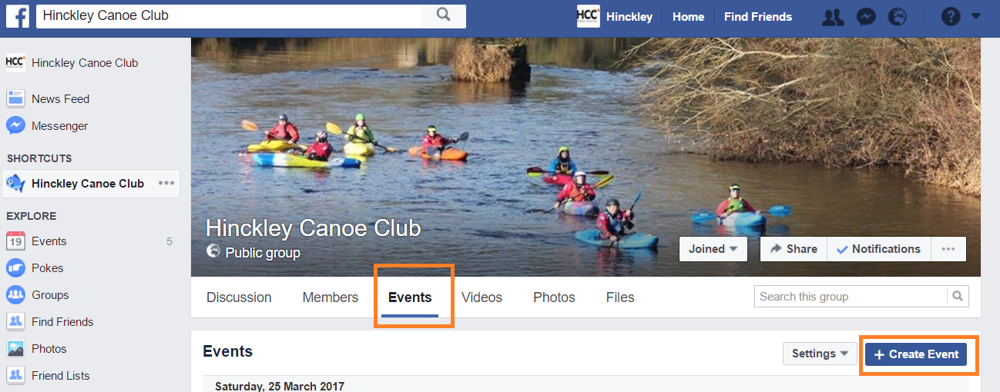 Hinckley Canoe Club
HCC Hinckley Home Find Friends
HCC Hinckley Canoe Club
News Feed
Messenger
SHORTCUTS
Hinckley Canoe Club
EXPLORE
19 Events 5
Pokes
Groups
Find Friends
Photos
Friend Lists
Hinckley Canoe Club
Public group
Joined Share Notifications
Discussion Members Events Videos Photos Files Search this group
Events Settings + Create Event
Saturday, 25 March 2017